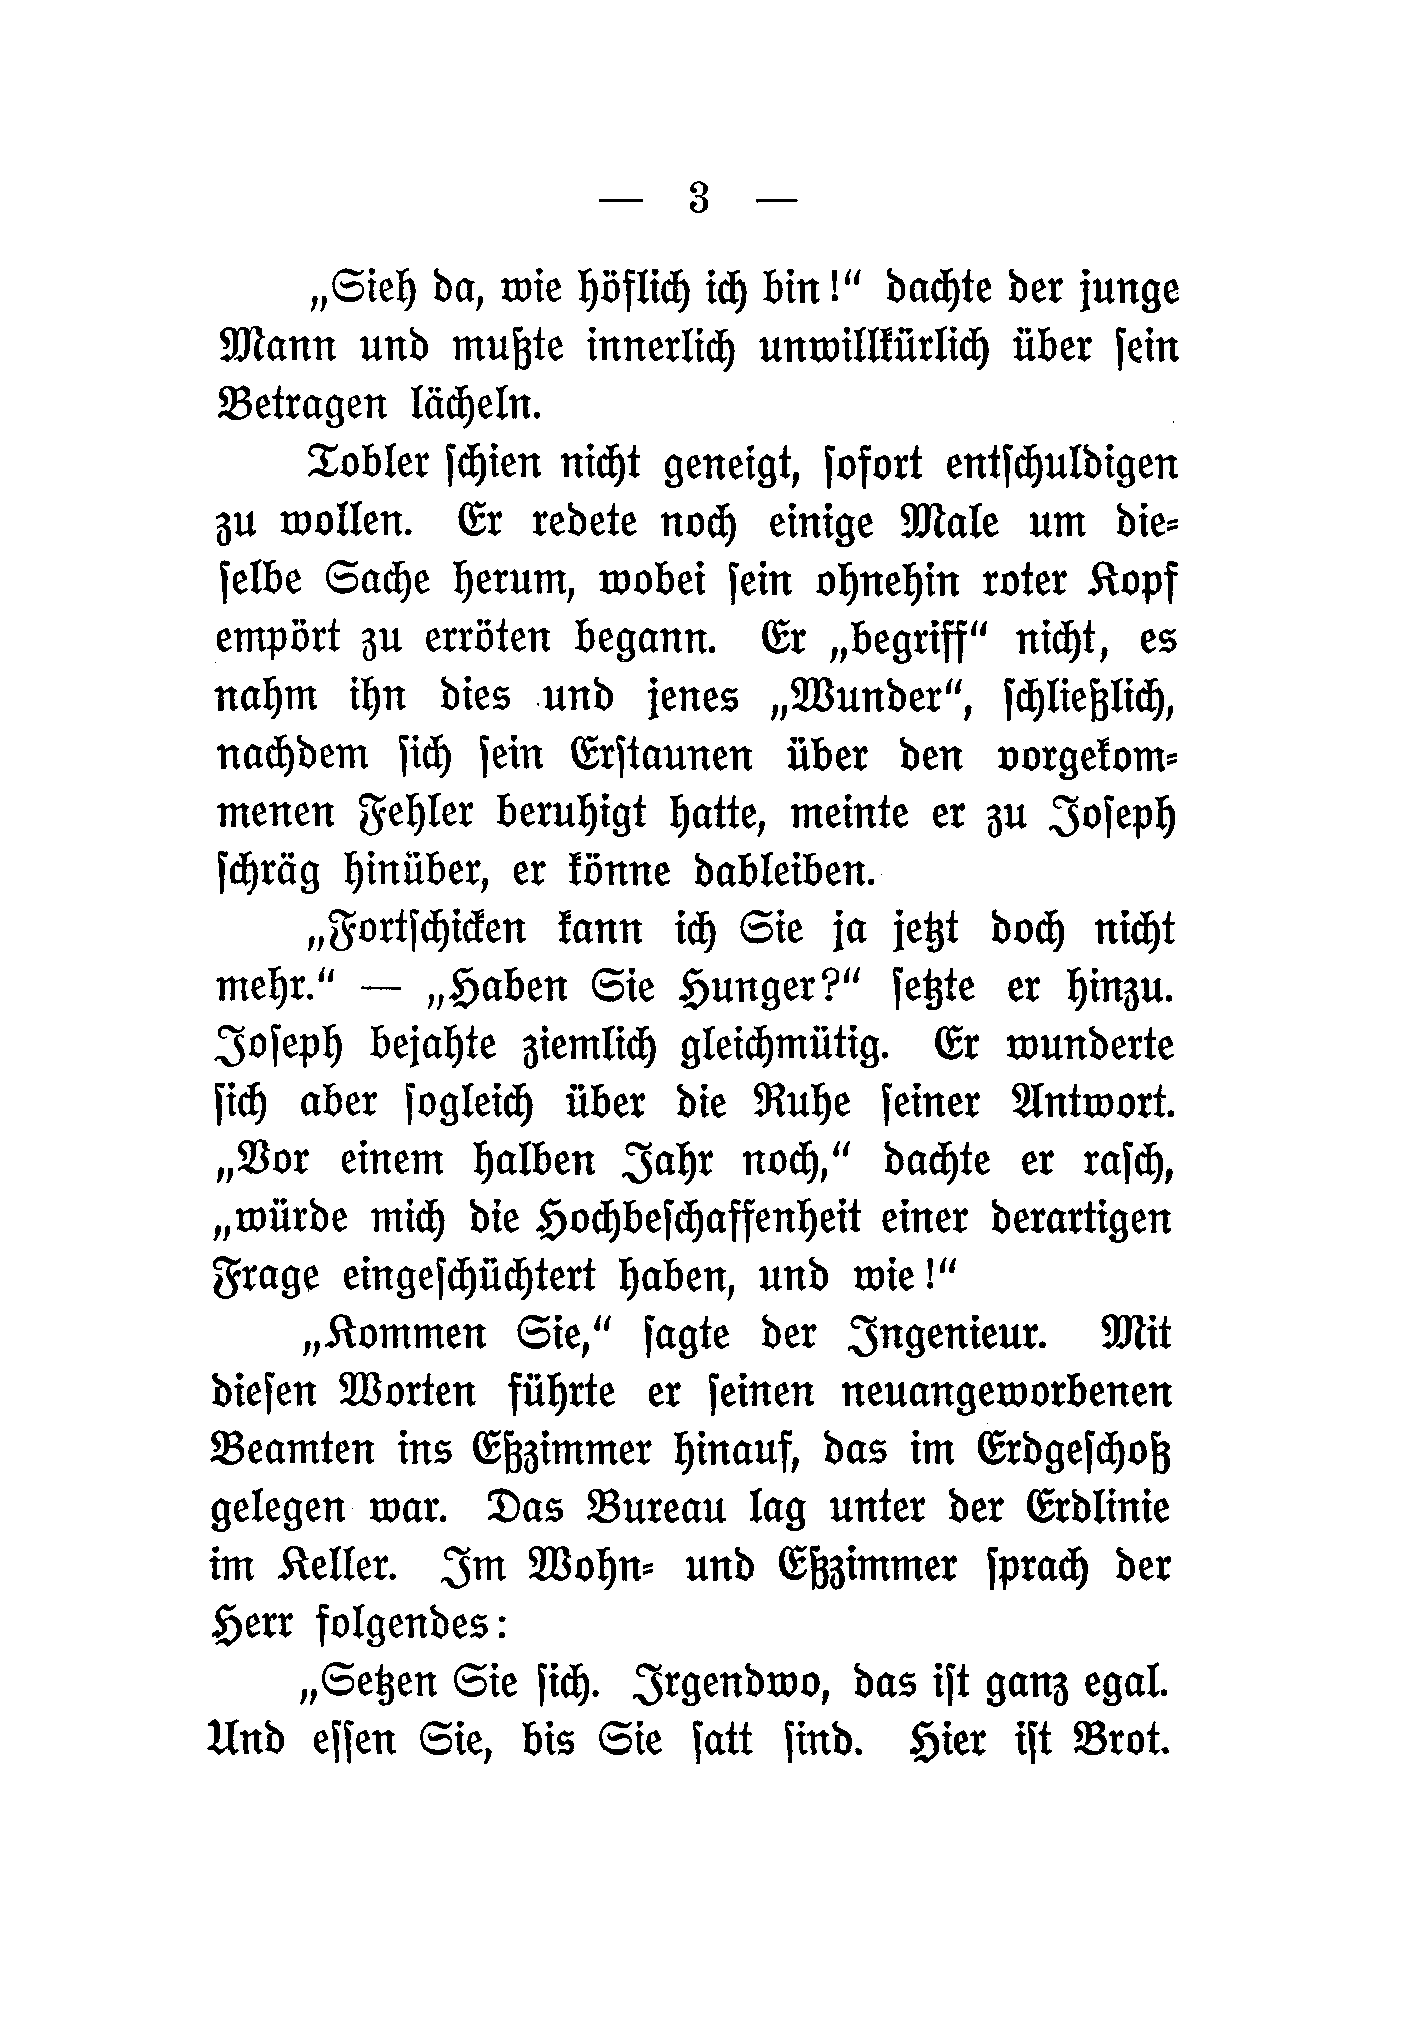 — 3 —
„Sieh da, wie höflich ich bin!“ dachte der junge
Mann und mußte innerlich unwillkürlich über ſein
Betragen lächeln.
Tobler ſchien nicht geneigt, ſofort entſchuldigen
zu wollen. Er redete noch einige Male um die⸗
ſelbe Sache herum, wobei ſein ohnehin roter Kopf
empört zu erröten begann. Er „begriff“ nicht, es
nahm ihn dies und jenes „Wunder“, ſchließlich,
nachdem ſich ſein Erſtaunen über den vorgekom⸗
menen Fehler beruhigt hatte, meinte er zu Joſeph
ſchräg hinüber, er könne dableiben.
„Fortſchicken kann ich Sie ja jetzt doch nicht
mehr.“ — „Haben Sie Hunger?“ ſetzte er hinzu.
Joſeph bejahte ziemlich gleichmütig. Er wunderte
ſich aber ſogleich über die Ruhe ſeiner Antwort.
„Vor einem halben Jahr noch,“ dachte er raſch,
„würde mich die Hochbeſchaffenheit einer derartigen
Frage eingeſchüchtert haben, und wie!“
„Kommen Sie,“ ſagte der Ingenieur. Mit
dieſen Worten führte er ſeinen neuangeworbenen
Beamten ins Eßzimmer hinauf, das im Erdgeſchoß
gelegen war. Das Bureau lag unter der Erdlinie
im Keller. Im Wohn⸗ und Eßzimmer ſprach der
Herr folgendes:
„Setzen Sie ſich. Irgendwo, das iſt ganz egal.
Und eſſen Sie, bis Sie ſatt ſind. Hier iſt Brot.